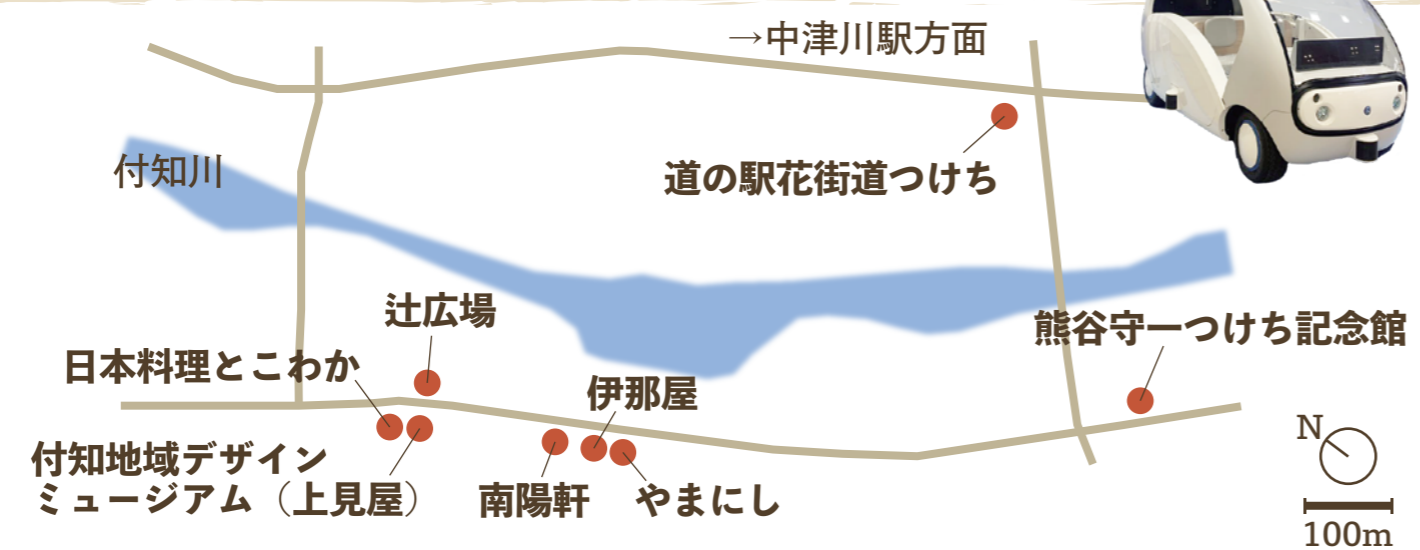 →中津川駅方面
付知川
道の駅花街道つけち
辻広場
熊谷守一つけち記念館
日本料理とこわか
伊那屋
付知地域デザイン
ミュージアム（上見屋）
南陽軒
やまにし
N
100m